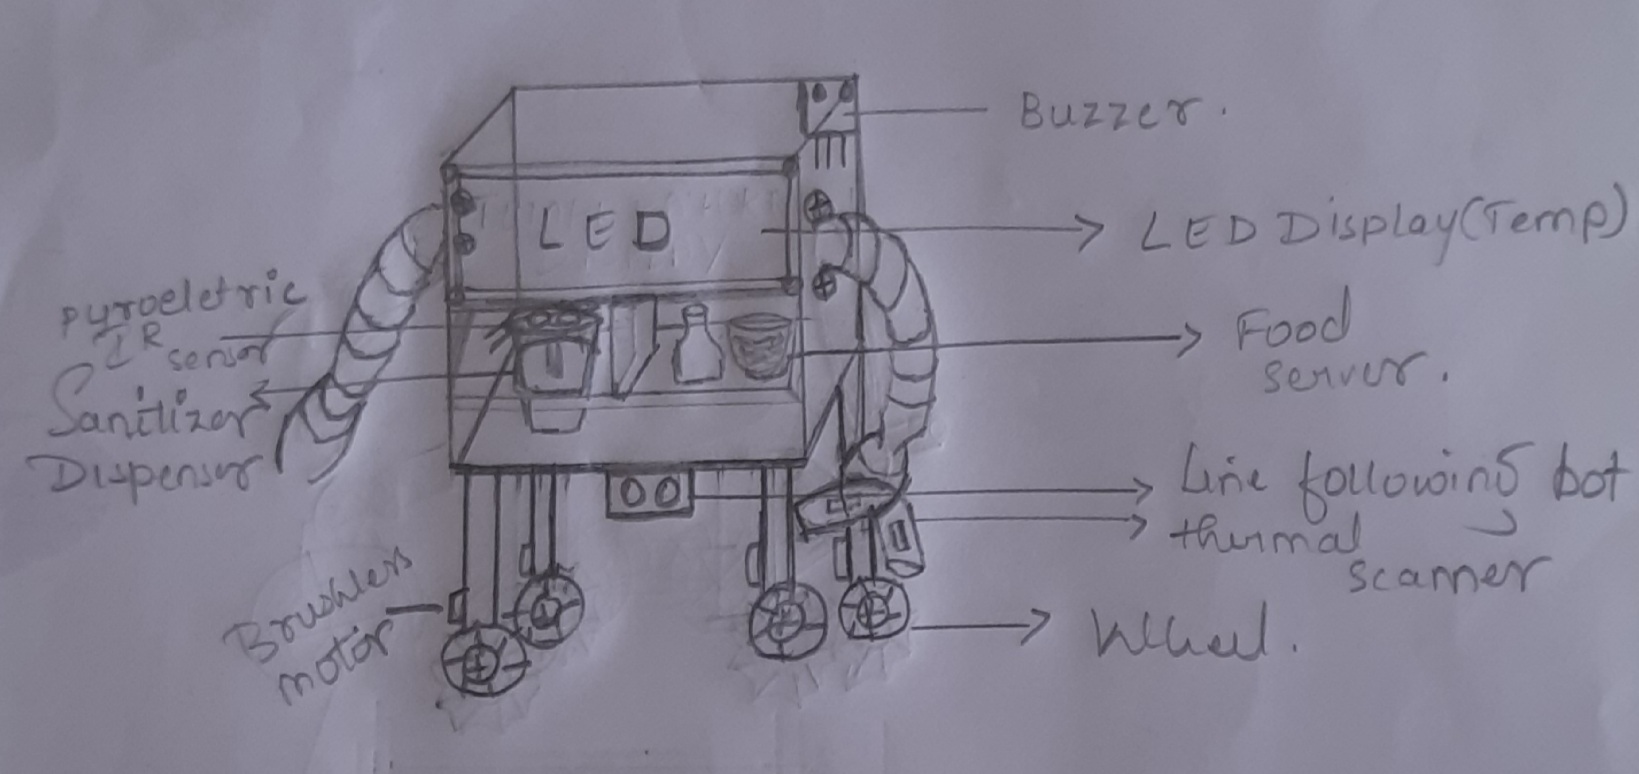 Buzzer.
LED
LED Display(Temp)
pyroeletric
IR sensor
Sanitizer
Dispenser
Food
server.
Line following bot
thermal
scanner
Brushless
motor
Wheel.